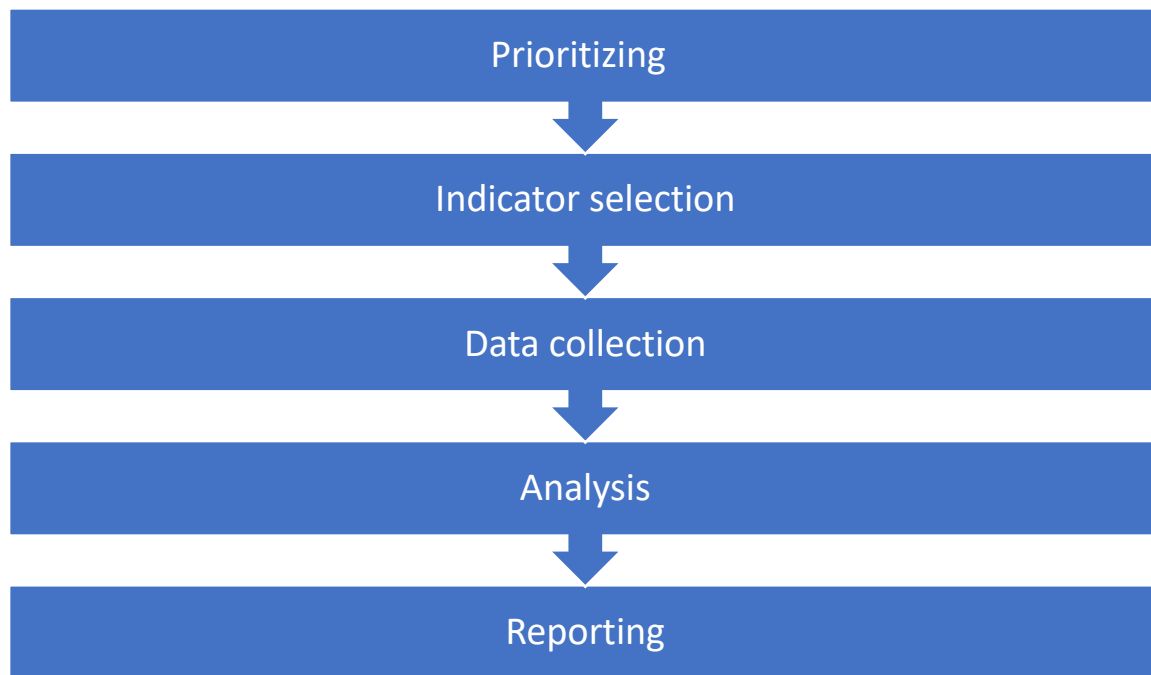 Prioritizing
Indicator selection
Data collection
Analysis
Reporting